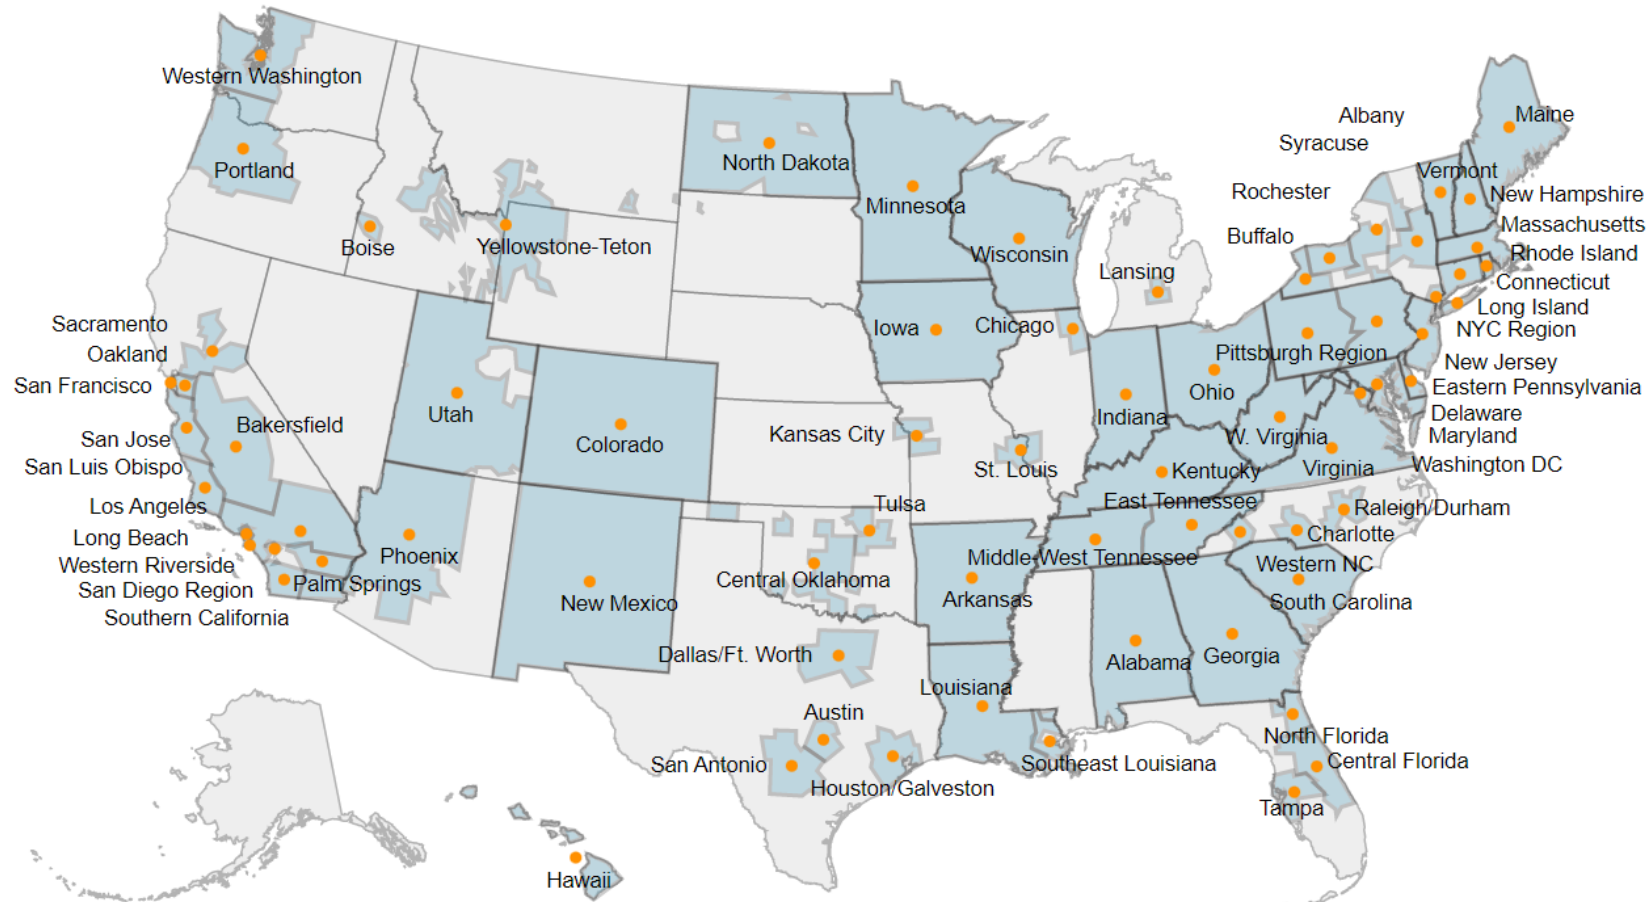 Western Washington
Portland
Boise
Yellowstone-Teton
North Dakota
Minnesota
Wisconsin
Lansing
Albany
Syracuse
Rochester
Buffalo
Maine
Vermont
New Hampshire
Massachusetts
Rhode Island
Connecticut
Long Island
NYC Region
New Jersey
Eastern Pennsylvania
Delaware
Maryland
Washington DC
Sacramento
Oakland
San Francisco
San Jose
San Luis Obispo
Los Angeles
Long Beach
Western Riverside
San Diego Region
Southern California
Bakersfield
Palm Springs
Utah
Colorado
Phoenix
New Mexico
Iowa
Chicago
Kansas City
St. Louis
Indiana
Ohio
Pittsburgh Region
W. Virginia
Virginia
Kentucky
East Tennessee
Middle-West Tennessee
Raleigh/Durham
Charlotte
Western NC
South Carolina
Tulsa
Central Oklahoma
Arkansas
Dallas/Ft. Worth
Austin
San Antonio
Houston/Galveston
Louisiana
Southeast Louisiana
Alabama
Georgia
North Florida
Central Florida
Tampa
Hawaii